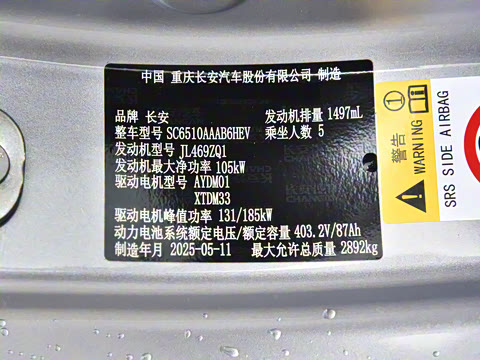 中国 重庆长安汽车股份有限公司 制造
品牌 长安 发动机排量 1497mL
整车型号 SC6510AAAB6HEV 乘坐人数 5
发动机型号 JL469ZQ1
发动机最大净功率 105kW
驱动电机型号 AYDM01
XTDM33
驱动电机峰值功率 131/185kW
动力电池系统额定电压/额定容量 403.2V/87Ah
制造年月 2025-05-11 最大允许总质量 2892kg
警告
WARNING
SRS SIDE AIRBAG